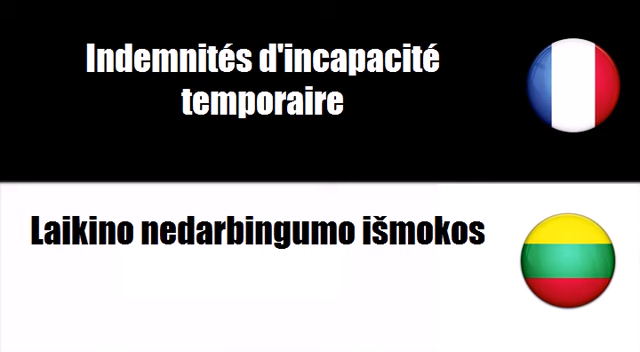 Indemnités d'incapacité
temporaire
Laikino nedarbingumo išmokos